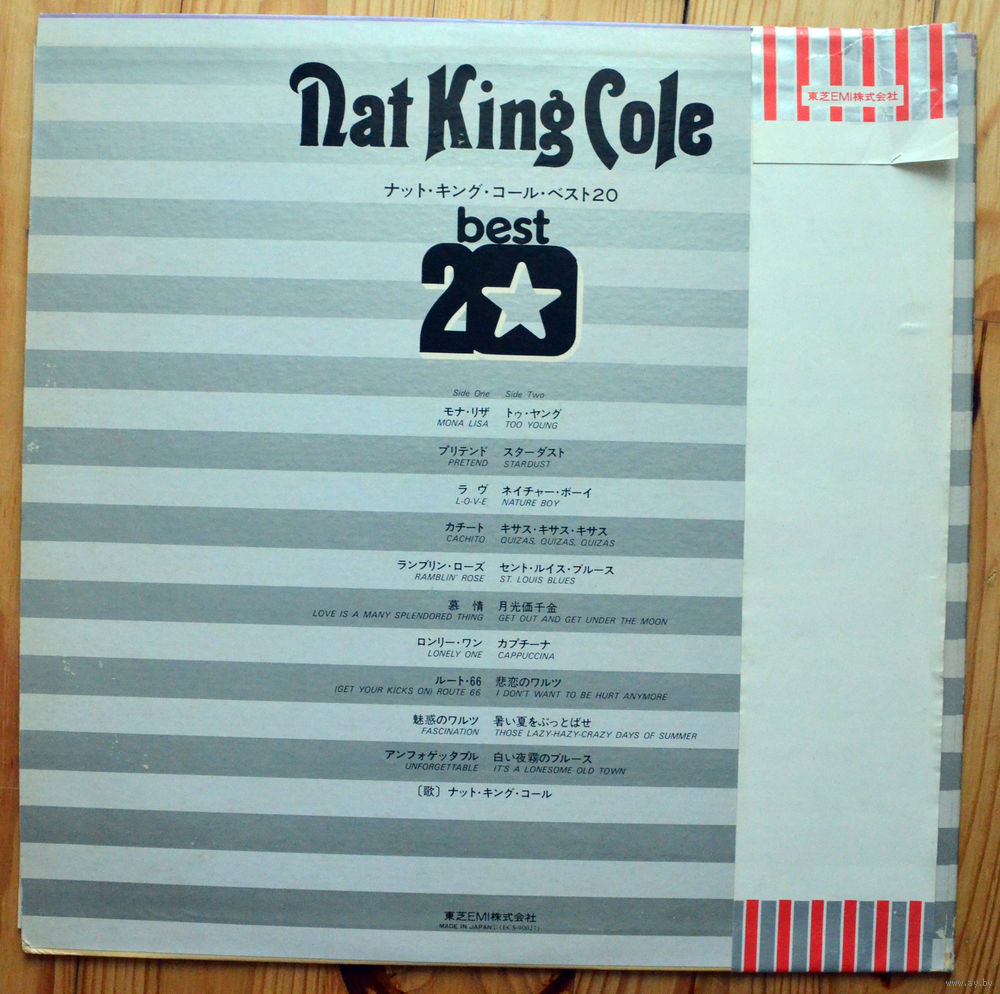 Nat King Cole
東芝EMI株式会社
ナット・キング・コール・ベスト20
best
20
Side One Side Two
モナ・リザ トゥ・ヤング
MONA LISA TOO YOUNG
プリテンド スターダスト
PRETEND STARDUST
ラ ヴ ネイチャー・ボーイ
L-O-V-E NATURE BOY
カチート キサス・キサス・キサス
CACHITO QUIZAS, QUIZAS, QUIZAS
ランブリン・ローズ セント・ルイス・ブルース
RAMBLIN' ROSE ST. LOUIS BLUES
慕 情 月光価千金
LOVE IS A MANY SPLENDORED THING GET OUT AND GET UNDER THE MOON
ロンリー・ワン カプチーナ
LONELY ONE CAPPUCCINA
ルート・66 悲恋のワルツ
(GET YOUR KICKS ON) ROUTE 66 I DON'T WANT TO BE HURT ANYMORE
魅惑のワルツ 暑い夏をぶっとばせ
FASCINATION THOSE LAZY-HAZY-CRAZY DAYS OF SUMMER
アンフォゲッタブル 白い夜霧のブルース
UNFORGETTABLE IT'S A LONESOME OLD TOWN
〔歌〕ナット・キング・コール
東芝EMI株式会社
MADE IN JAPAN (ECS-90027)
www.ay.by